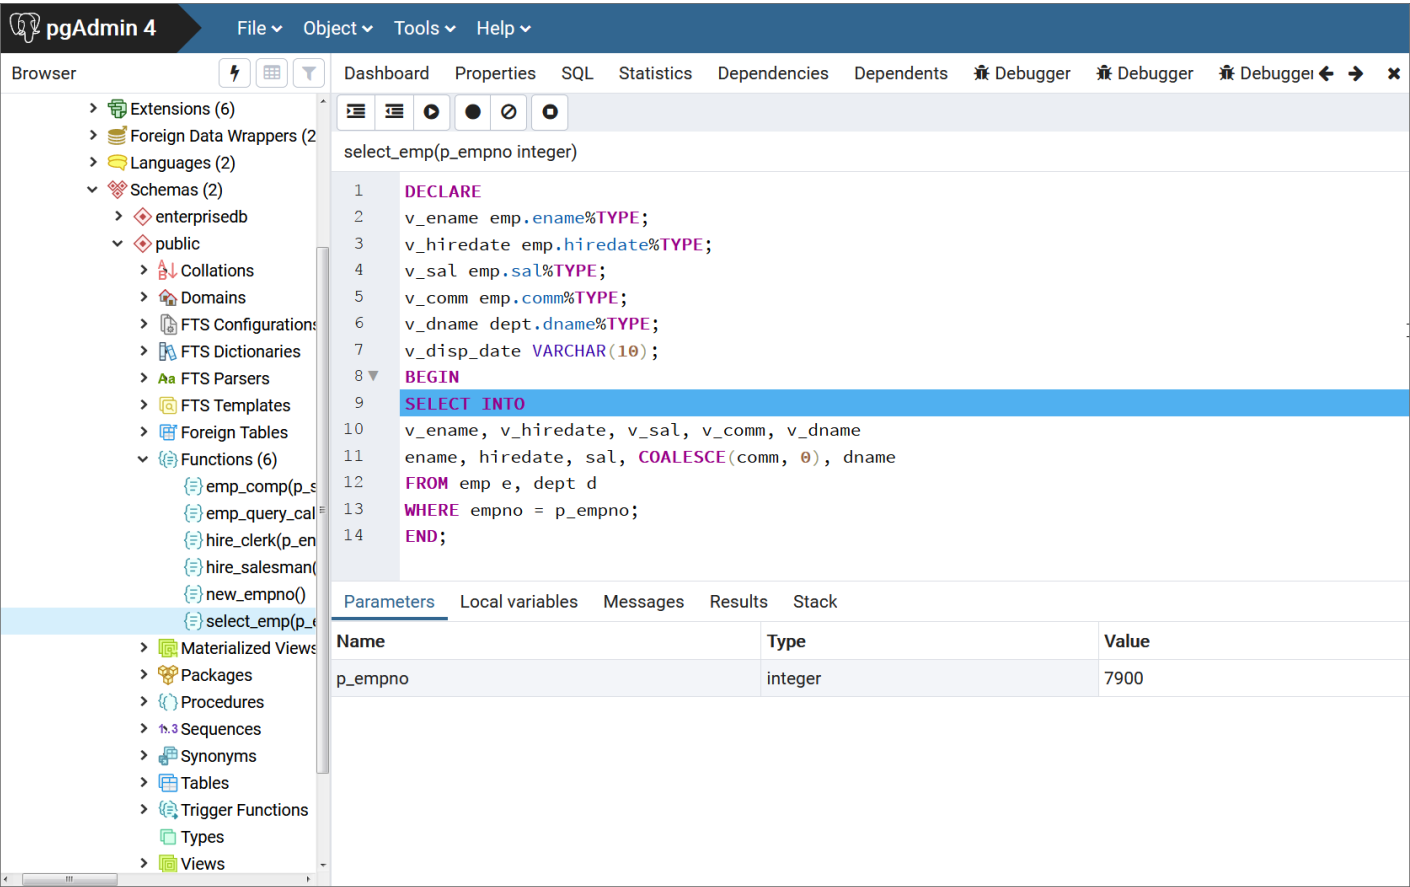 pgAdmin 4
File Object Tools Help
Browser
Dashboard Properties SQL Statistics Dependencies Dependents Debugger Debugger Debugger
Extensions (6)
Foreign Data Wrappers (2
Languages (2)
Schemas (2)
enterprisedb
public
Collations
Domains
FTS Configurations
FTS Dictionaries
Aa FTS Parsers
FTS Templates
Foreign Tables
Functions (6)
emp_comp(p_s
emp_query_cal
hire_clerk(p_en
hire_salesman(
new_empno()
select_emp(p_e
Materialized Views
Packages
Procedures
1..3 Sequences
Synonyms
Tables
Trigger Functions
Types
Views
select_emp(p_empno integer)
1 DECLARE
2 v_ename emp.ename%TYPE;
3 v_hiredate emp.hiredate%TYPE;
4 v_sal emp.sal%TYPE;
5 v_comm emp.comm%TYPE;
6 v_dname dept.dname%TYPE;
7 v_disp_date VARCHAR(10);
8 BEGIN
9 SELECT INTO
10 v_ename, v_hiredate, v_sal, v_comm, v_dname
11 ename, hiredate, sal, COALESCE(comm, 0), dname
12 FROM emp e, dept d
13 WHERE empno = p_empno;
14 END;
Parameters Local variables Messages Results Stack
Name Type Value
p_empno integer 7900